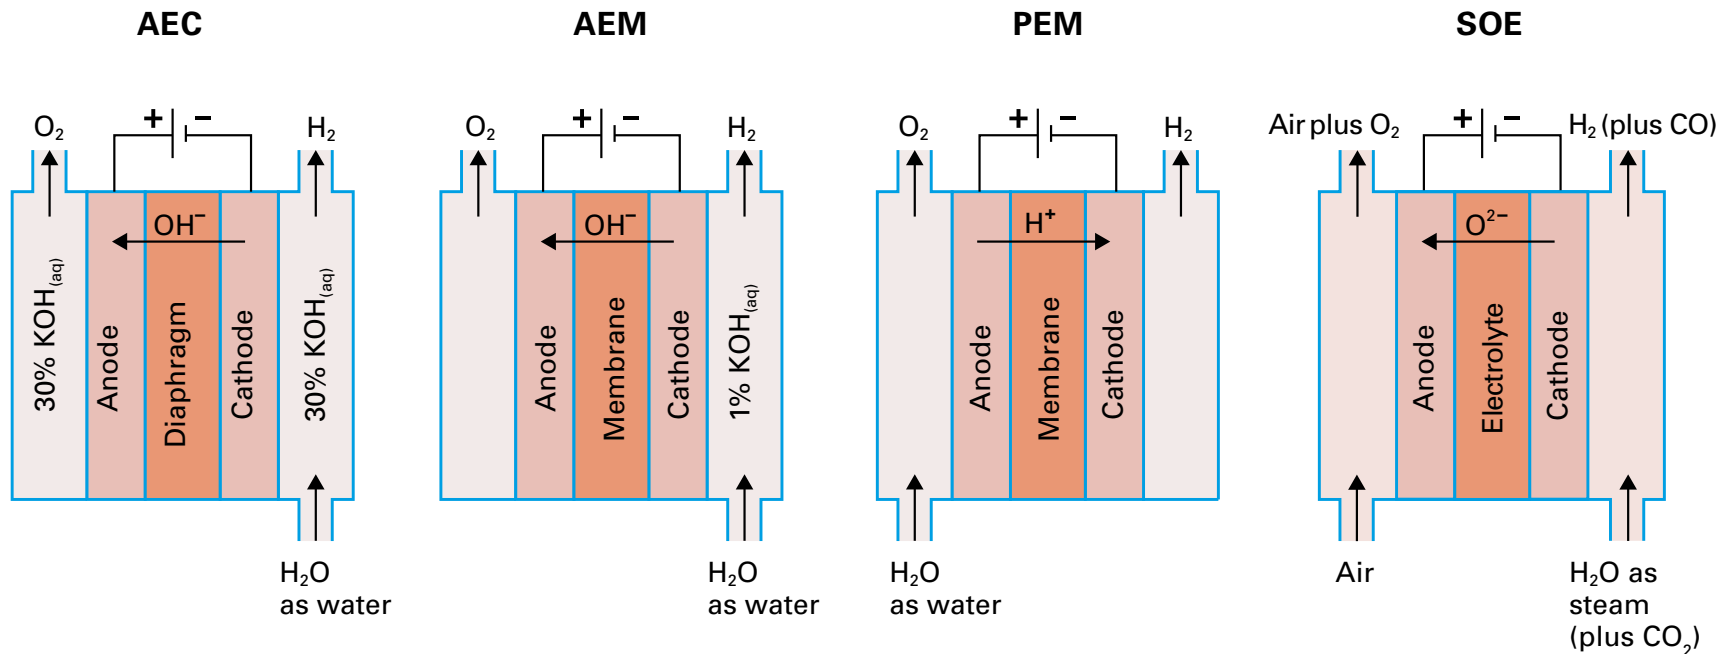 AEC
O₂
+ −
H₂
OH⁻
30% KOH(aq)
Anode
Diaphragm
Cathode
30% KOH(aq)
H₂O
as water
AEM
O₂
+ −
H₂
OH⁻
Anode
Membrane
Cathode
1% KOH(aq)
H₂O
as water
PEM
O₂
+ −
H₂
H⁺
Anode
Membrane
Cathode
H₂O
as water
SOE
Air plus O₂
+ −
H₂ (plus CO)
O²⁻
Anode
Electrolyte
Cathode
Air
H₂O as
steam
(plus CO₂)